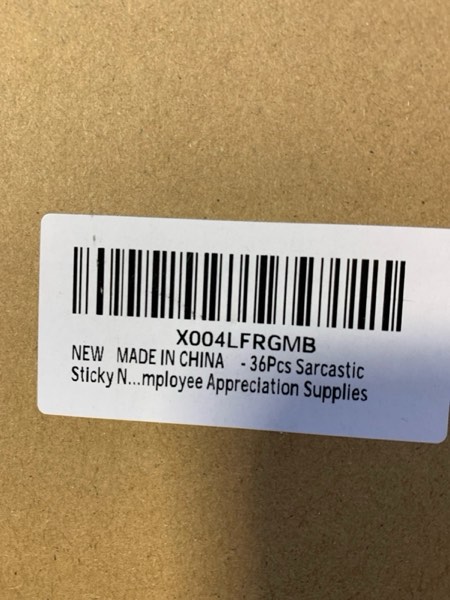 X004LFRGMB
NEW MADE IN CHINA - 36Pcs Sarcastic
Sticky N...mployee Appreciation Supplies